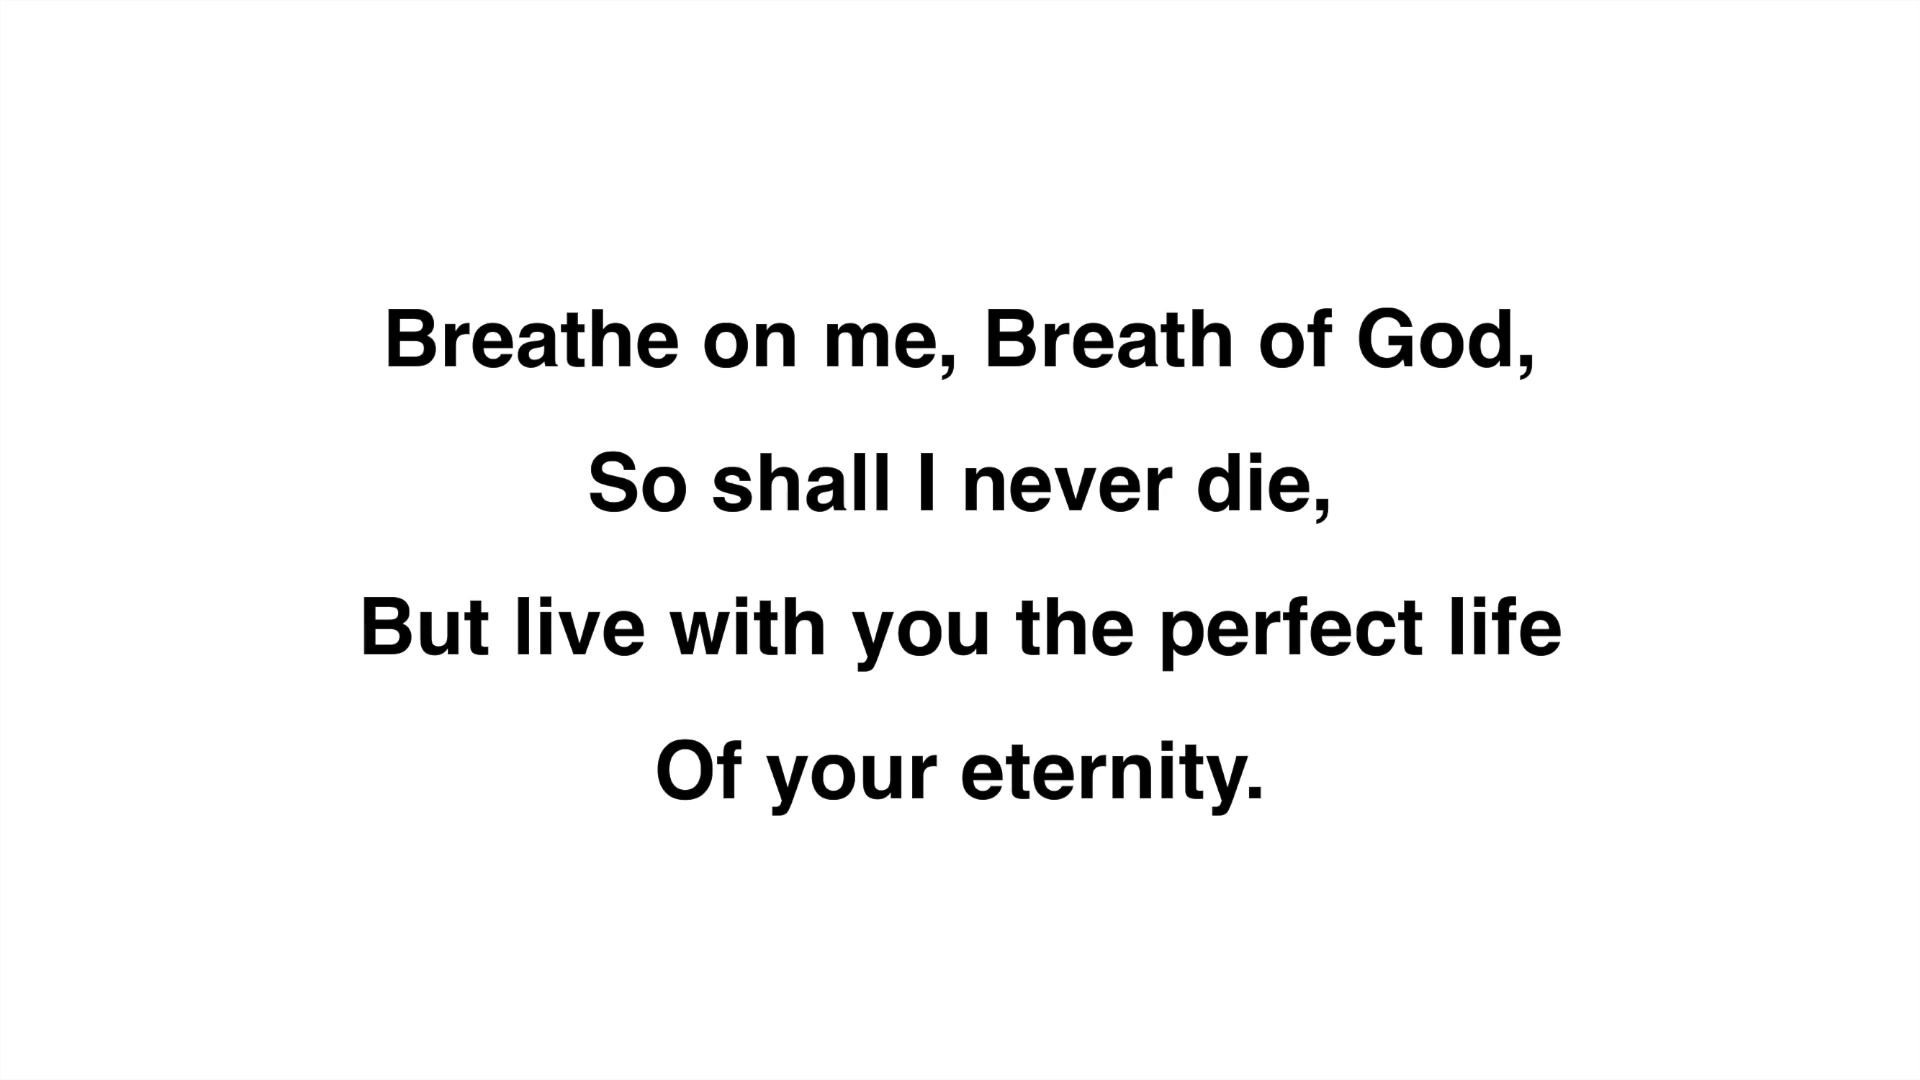 Breathe on me, Breath of God,
So shall I never die,
But live with you the perfect life
Of your eternity.